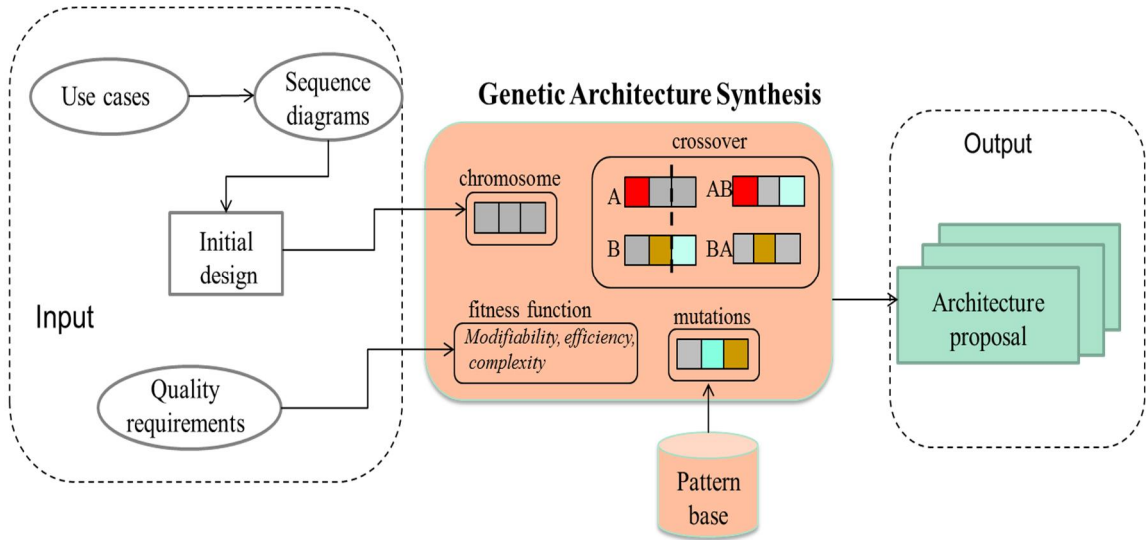 Use cases
Sequence
diagrams
Initial
design
Input
Quality
requirements
Genetic Architecture Synthesis
chromosome
crossover
A
AB
B
BA
fitness function
Modifiability, efficiency,
complexity
mutations
Pattern
base
Output
Architecture
proposal